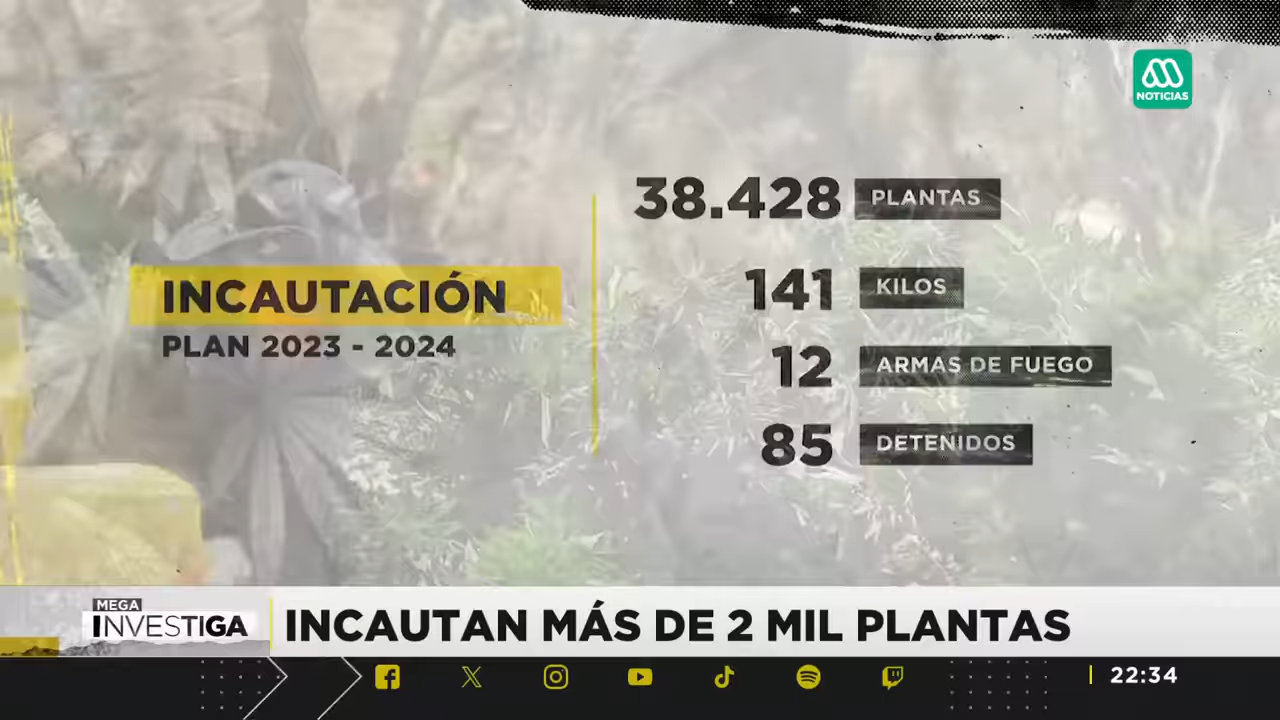 NOTICIAS
38.428 PLANTAS
141 KILOS
12 ARMAS DE FUEGO
85 DETENIDOS
INCAUTACIÓN
PLAN 2023 - 2024
MEGA
INVESTIGA
INCAUTAN MÁS DE 2 MIL PLANTAS
22:34